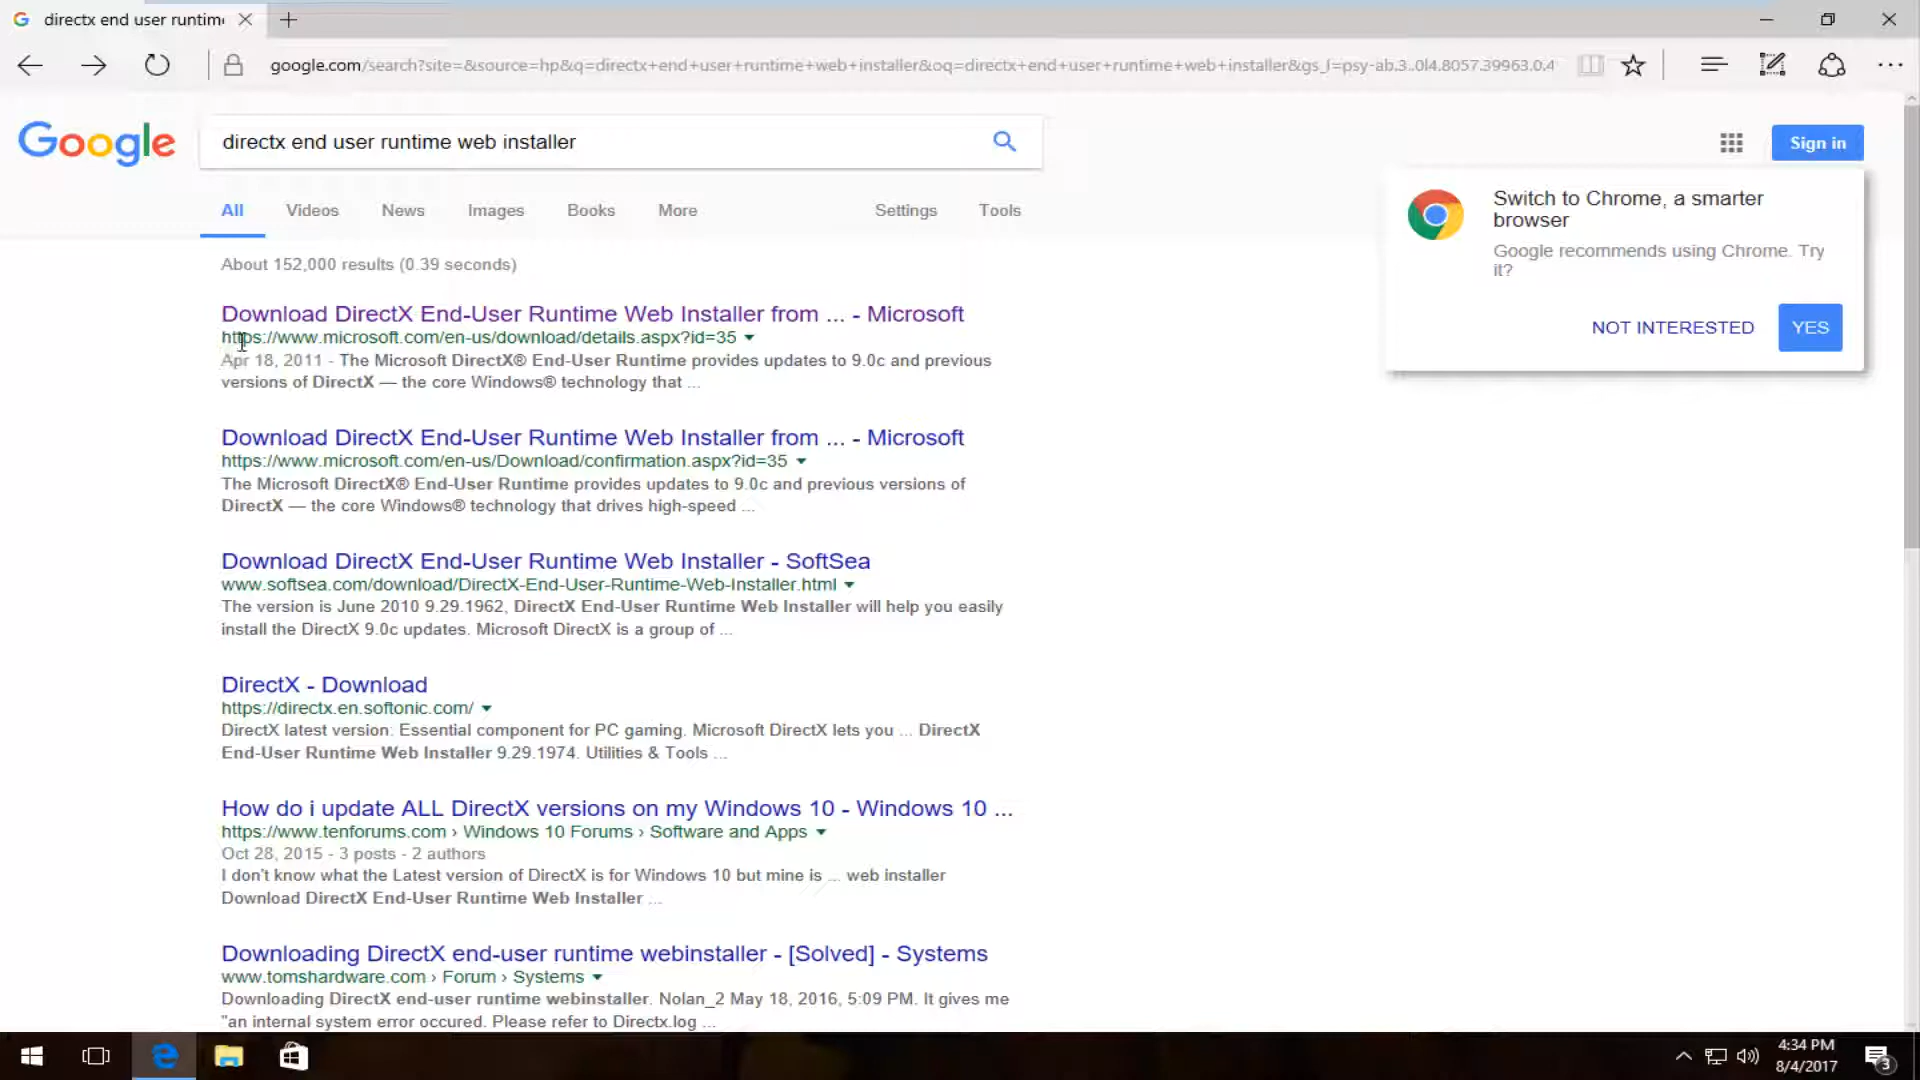 directx end user runtim
google.com/search?site=&source=hp&q=directx+end+user+runtime+web+installer&oq=directx+end+user+runtime+web+installer&gs_l=psy-ab.3..0l4.8057.39963.0.4
Google
directx end user runtime web installer
Sign in
All Videos News Images Books More Settings Tools
Switch to Chrome, a smarter
browser
Google recommends using Chrome. Try
it?
NOT INTERESTED YES
About 152,000 results (0.39 seconds)
Download DirectX End-User Runtime Web Installer from ... - Microsoft
https://www.microsoft.com/en-us/download/details.aspx?id=35
Apr 18, 2011 - The Microsoft DirectX® End-User Runtime provides updates to 9.0c and previous
versions of DirectX — the core Windows® technology that ...
Download DirectX End-User Runtime Web Installer from ... - Microsoft
https://www.microsoft.com/en-us/Download/confirmation.aspx?id=35
The Microsoft DirectX® End-User Runtime provides updates to 9.0c and previous versions of
DirectX — the core Windows® technology that drives high-speed ...
Download DirectX End-User Runtime Web Installer - SoftSea
www.softsea.com/download/DirectX-End-User-Runtime-Web-Installer.html
The version is June 2010 9.29.1962, DirectX End-User Runtime Web Installer will help you easily
install the DirectX 9.0c updates. Microsoft DirectX is a group of ...
DirectX - Download
https://directx.en.softonic.com/
DirectX latest version: Essential component for PC gaming. Microsoft DirectX lets you ... DirectX
End-User Runtime Web Installer 9.29.1974. Utilities & Tools ...
How do i update ALL DirectX versions on my Windows 10 - Windows 10 ...
https://www.tenforums.com › Windows 10 Forums › Software and Apps
Oct 28, 2015 - 3 posts - 2 authors
I don't know what the Latest version of DirectX is for Windows 10 but mine is ... web installer
Download DirectX End-User Runtime Web Installer ...
Downloading DirectX end-user runtime webinstaller - [Solved] - Systems
www.tomshardware.com › Forum › Systems
Downloading DirectX end-user runtime webinstaller. Nolan_2 May 18, 2016, 5:09 PM. It gives me
"an internal system error occured. Please refer to Directx.log ...
4:34 PM
8/4/2017
3